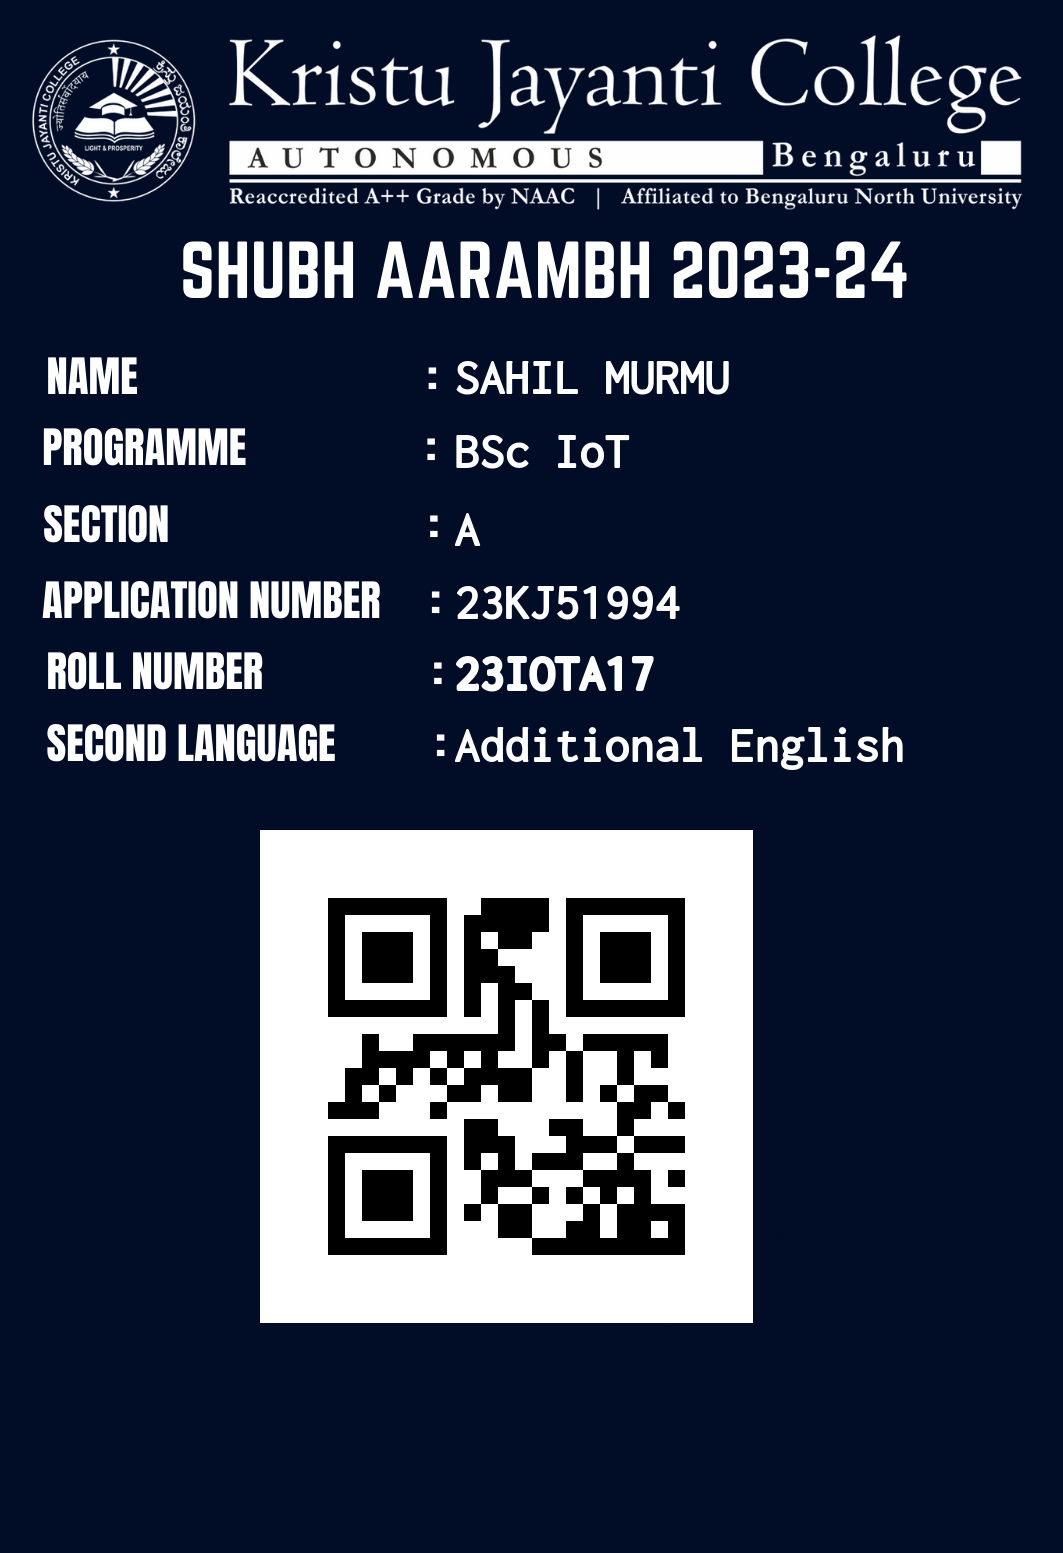 KRISTU JAYANTI COLLEGE
ಕ್ರಿಸ್ತು ಜಯಂತಿ ಕಾಲೇಜು
LIGHT & PROSPERITY
Kristu Jayanti College
AUTONOMOUS Bengaluru
Reaccredited A++ Grade by NAAC | Affiliated to Bengaluru North University
SHUBH AARAMBH 2023-24
NAME : SAHIL MURMU
PROGRAMME : BSc IoT
SECTION : A
APPLICATION NUMBER : 23KJ51994
ROLL NUMBER : 23IOTA17
SECOND LANGUAGE : Additional English